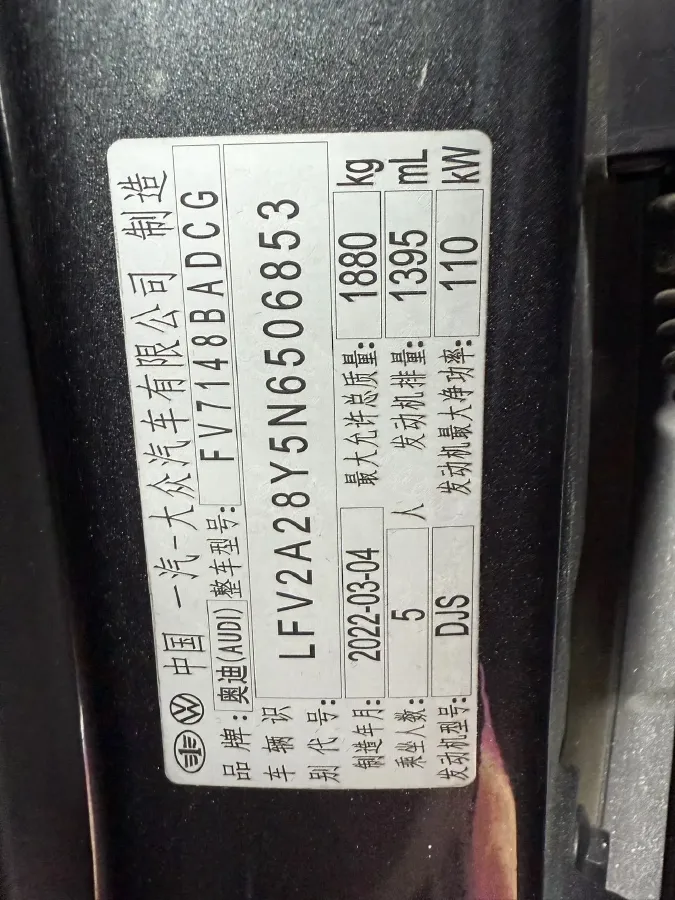 中国 一汽-大众汽车有限公司 制造
品牌:奥迪(AUDI) 整车型号: FV7148BADCG
车辆识别代号: LFV2A28Y5N6506853
制造年月: 2022-03-04 最大允许总质量: 1880 kg
乘坐人数: 5 人 发动机排量: 1395 mL
发动机型号: DJS 发动机最大净功率: 110 kW